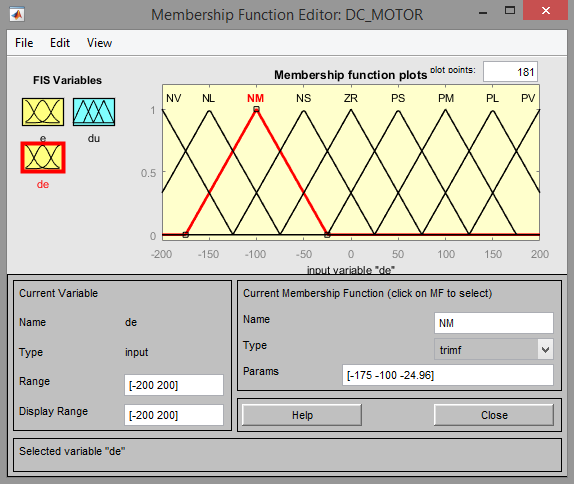 Membership Function Editor: DC_MOTOR
File Edit View
FIS Variables
Membership function plots
plot points:
181
e
du
de
NV NL NM NS ZR PS PM PL PV
1
0.5
0
-200 -150 -100 -50 0 50 100 150 200
input variable "de"
Current Variable
Name de
Type input
Range [-200 200]
Display Range [-200 200]
Current Membership Function (click on MF to select)
Name NM
Type trimf
Params [-175 -100 -24.96]
Help Close
Selected variable "de"